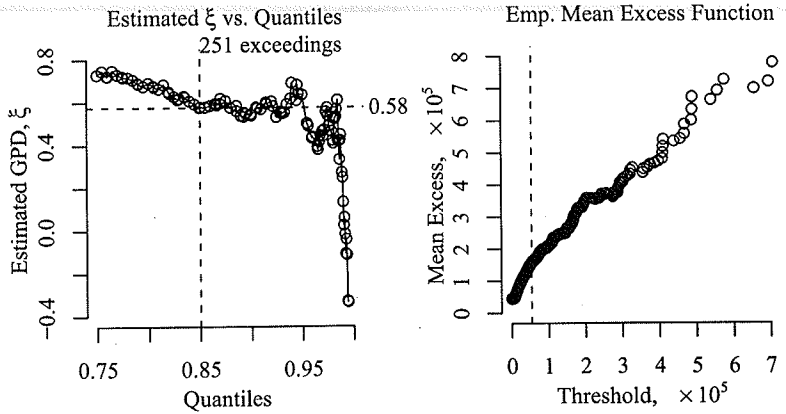 Estimated ξ vs. Quantiles
251 exceedings
Estimated GPD, ξ
0.8
0.4
0.0
−0.4
0.58
0.75
0.85
0.95
Quantiles
Emp. Mean Excess Function
Mean Excess, ×10⁵
8
7
6
5
4
3
2
1
0
0 1 2 3 4 5 6 7
Threshold, ×10⁵